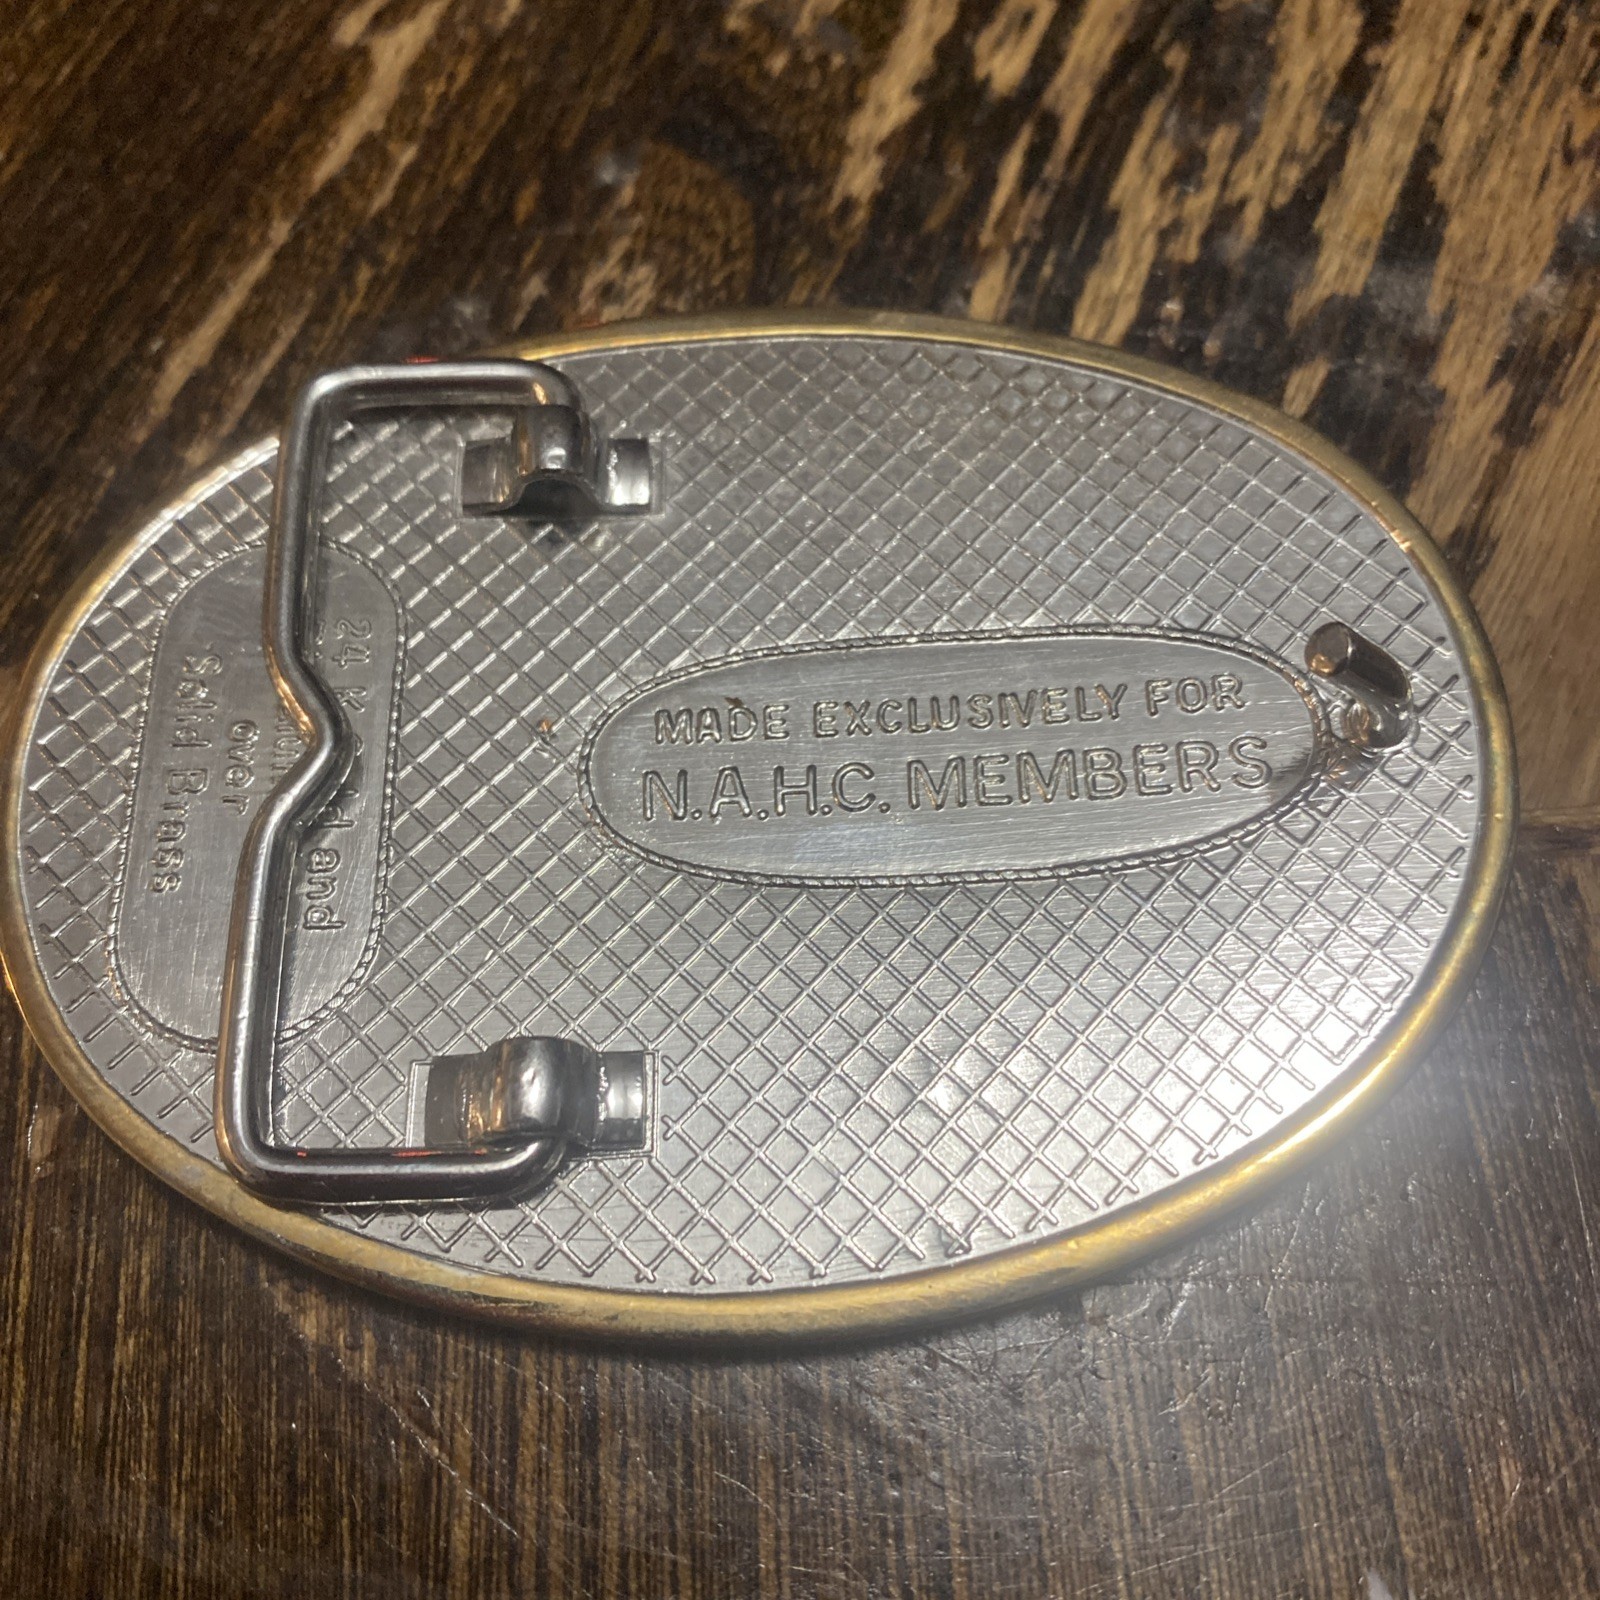 MADE EXCLUSIVELY FOR
N.A.H.C. MEMBERS
24 K and
over
Solid Brass